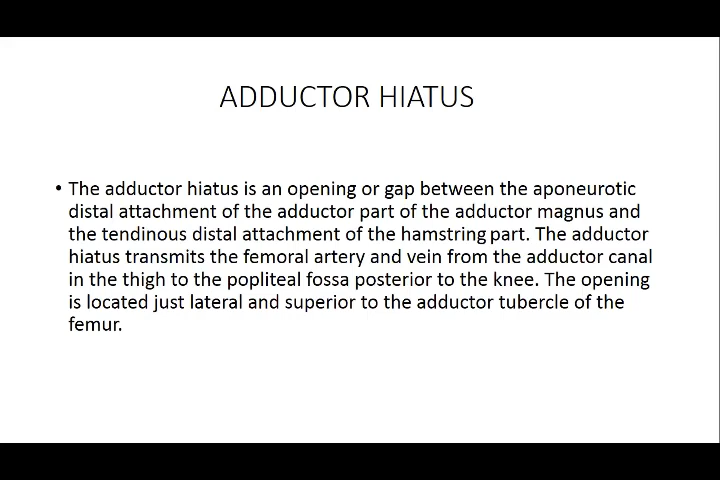 ADDUCTOR HIATUS
• The adductor hiatus is an opening or gap between the aponeurotic
distal attachment of the adductor part of the adductor magnus and
the tendinous distal attachment of the hamstring part. The adductor
hiatus transmits the femoral artery and vein from the adductor canal
in the thigh to the popliteal fossa posterior to the knee. The opening
is located just lateral and superior to the adductor tubercle of the
femur.